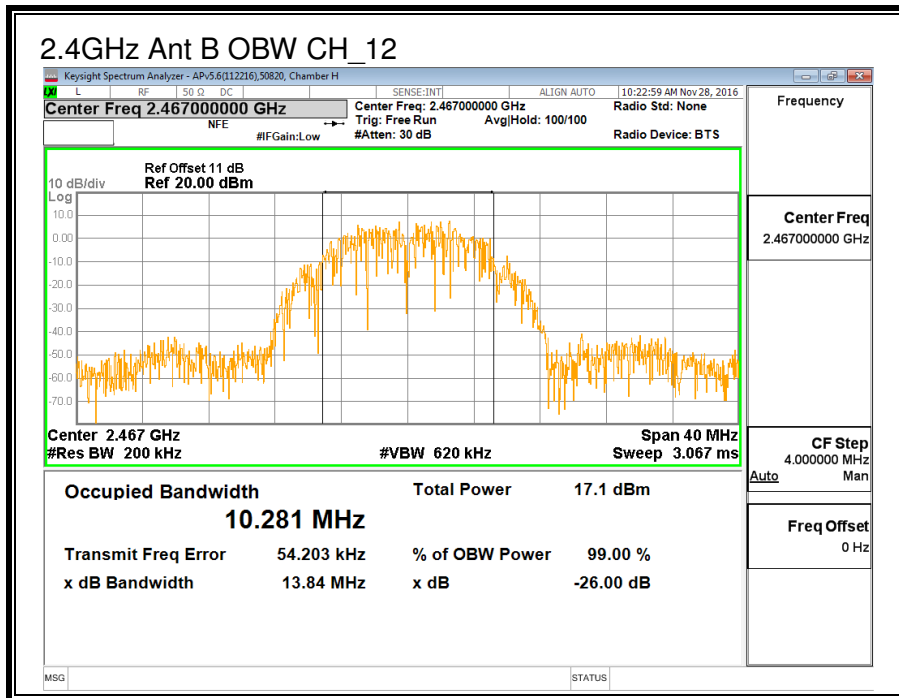 2.4GHz Ant B OBW CH_12
Keysight Spectrum Analyzer - APv5.6(112216),50820, Chamber H
LXI L RF 50 Ω DC SENSE:INT ALIGN AUTO 10:22:59 AM Nov 28, 2016
Center Freq 2.467000000 GHz Center Freq: 2.467000000 GHz Radio Std: None
NFE Trig: Free Run Avg|Hold: 100/100
#IFGain:Low #Atten: 30 dB Radio Device: BTS
Frequency
Ref Offset 11 dB
10 dB/div Ref 20.00 dBm
Log
10.0
0.00
-10.0
-20.0
-30.0
-40.0
-50.0
-60.0
-70.0
Center 2.467 GHz Span 40 MHz
#Res BW 200 kHz #VBW 620 kHz Sweep 3.067 ms
Center Freq
2.467000000 GHz
CF Step
4.000000 MHz
Auto Man
Freq Offset
0 Hz
Occupied Bandwidth Total Power 17.1 dBm
10.281 MHz
Transmit Freq Error 54.203 kHz % of OBW Power 99.00 %
x dB Bandwidth 13.84 MHz x dB -26.00 dB
MSG STATUS